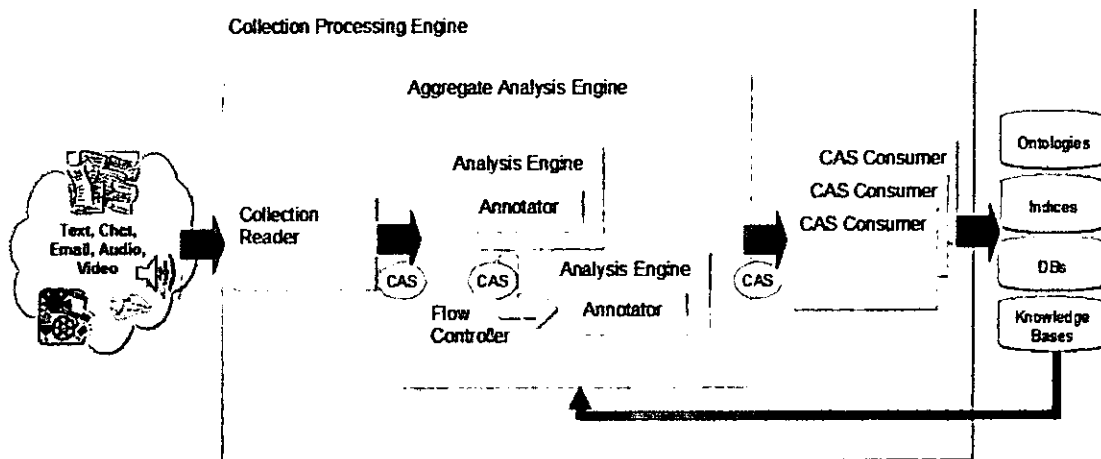 Collection Processing Engine
Aggregate Analysis Engine
Text, Chat,
Email, Audio,
Video
Collection
Reader
CAS
Analysis Engine
Annotator
CAS
Flow
Controller
Analysis Engine
Annotator
CAS
CAS Consumer
CAS Consumer
CAS Consumer
Ontologies
Indices
DBs
Knowledge
Bases